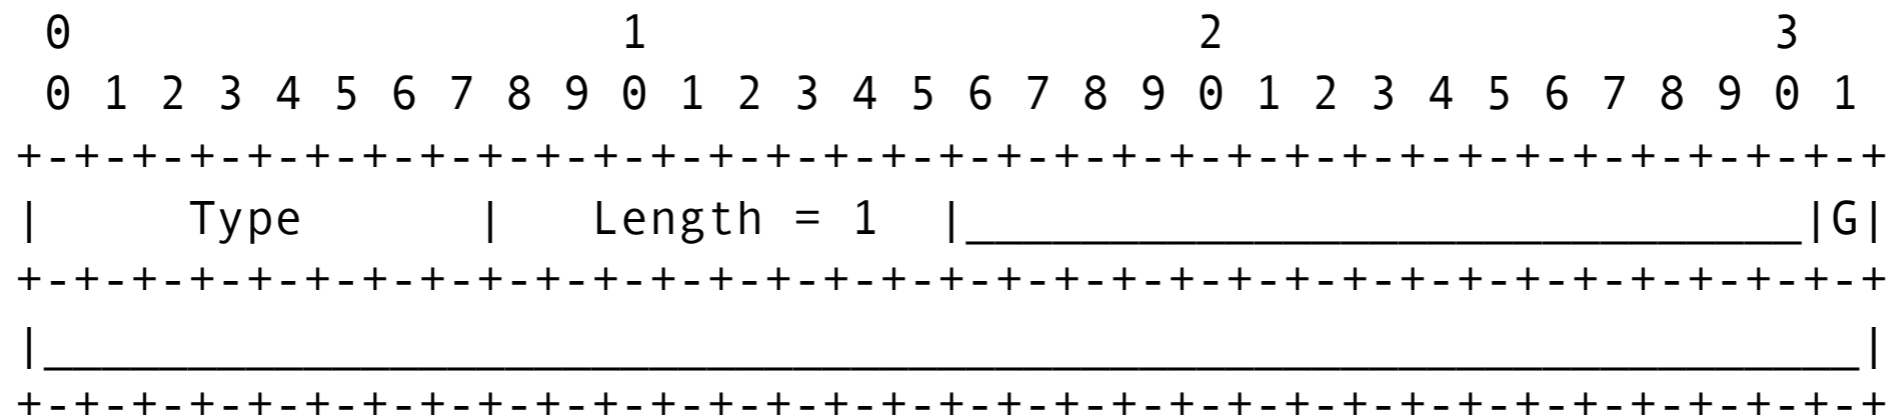 0                   1                   2                   3
 0 1 2 3 4 5 6 7 8 9 0 1 2 3 4 5 6 7 8 9 0 1 2 3 4 5 6 7 8 9 0 1
+-+-+-+-+-+-+-+-+-+-+-+-+-+-+-+-+-+-+-+-+-+-+-+-+-+-+-+-+-+-+-+-+
|     Type      |   Length = 1  |_____________________________|G|
+-+-+-+-+-+-+-+-+-+-+-+-+-+-+-+-+-+-+-+-+-+-+-+-+-+-+-+-+-+-+-+-+
|_______________________________________________________________|
+-+-+-+-+-+-+-+-+-+-+-+-+-+-+-+-+-+-+-+-+-+-+-+-+-+-+-+-+-+-+-+-+